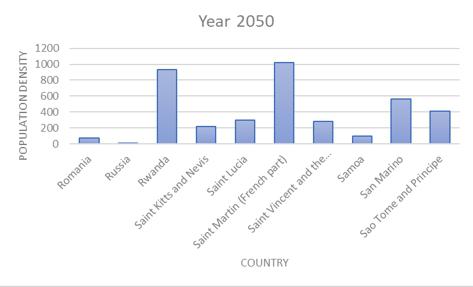 Year 2050
POPULATION DENSITY
1200
1000
800
600
400
200
0
Romania
Russia
Rwanda
Saint Kitts and Nevis
Saint Lucia
Saint Martin (French part)
Saint Vincent and the...
Samoa
San Marino
Sao Tome and Principe
COUNTRY